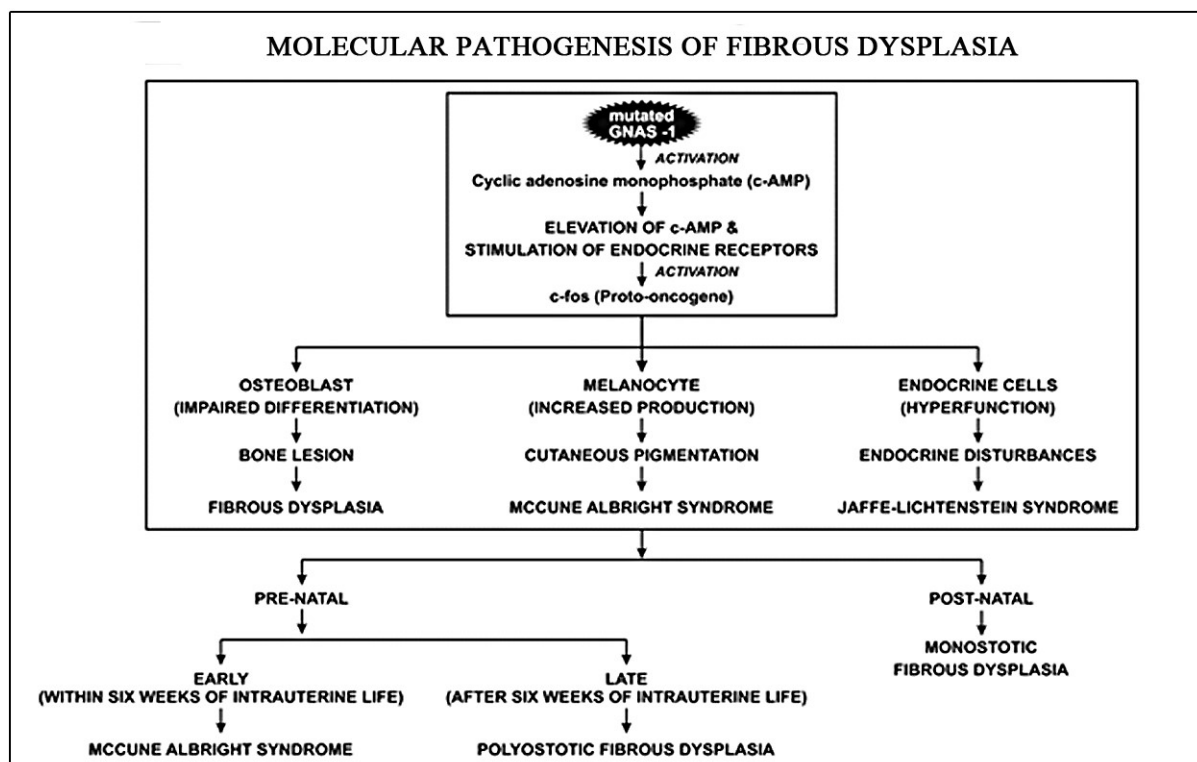 MOLECULAR PATHOGENESIS OF FIBROUS DYSPLASIA
mutated
GNAS -1
ACTIVATION
Cyclic adenosine monophosphate (c-AMP)
ELEVATION OF c-AMP &
STIMULATION OF ENDOCRINE RECEPTORS
ACTIVATION
c-fos (Proto-oncogene)
OSTEOBLAST
(IMPAIRED DIFFERENTIATION)
BONE LESION
FIBROUS DYSPLASIA
MELANOCYTE
(INCREASED PRODUCTION)
CUTANEOUS PIGMENTATION
MCCUNE ALBRIGHT SYNDROME
ENDOCRINE CELLS
(HYPERFUNCTION)
ENDOCRINE DISTURBANCES
JAFFE-LICHTENSTEIN SYNDROME
PRE-NATAL
EARLY
(WITHIN SIX WEEKS OF INTRAUTERINE LIFE)
MCCUNE ALBRIGHT SYNDROME
LATE
(AFTER SIX WEEKS OF INTRAUTERINE LIFE)
POLYOSTOTIC FIBROUS DYSPLASIA
POST-NATAL
MONOSTOTIC
FIBROUS DYSPLASIA